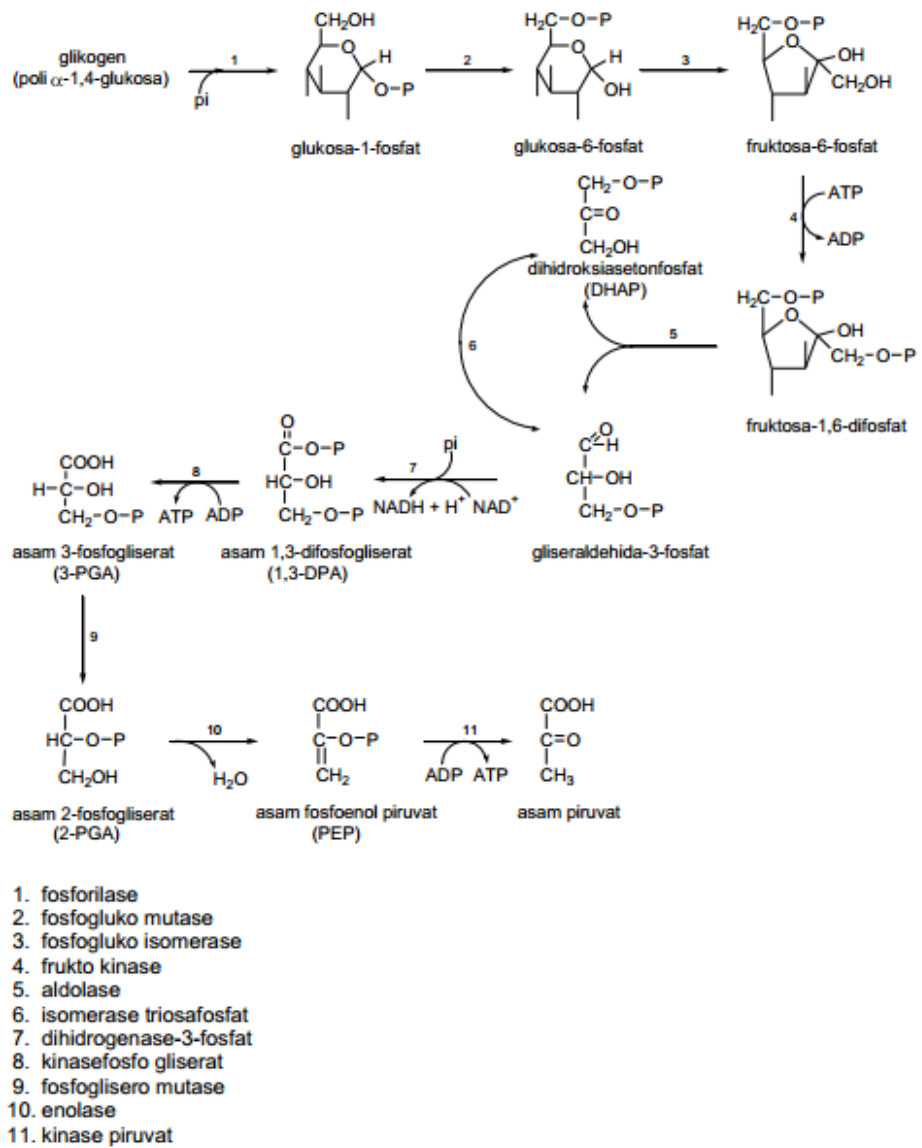 CH₂OH
H
O
O–P
glikogen
(poli α-1,4-glukosa)
pi
1
glukosa-1-fosfat
2
H₂C–O–P
O
H
OH
glukosa-6-fosfat
3
H₂C–O–P
O
OH
CH₂OH
fruktosa-6-fosfat
4
ATP
ADP
CH₂–O–P
C=O
CH₂OH
dihidroksiasetonfosfat
(DHAP)
H₂C–O–P
O
OH
CH₂–O–P
fruktosa-1,6-difosfat
5
6
O
C–H
CH–OH
CH₂–O–P
gliseraldehida-3-fosfat
pi
7
NADH + H⁺ NAD⁺
O
C–O–P
HC–OH
CH₂–O–P
asam 1,3-difosfogliserat
(1,3-DPA)
8
ATP ADP
COOH
H–C–OH
CH₂–O–P
asam 3-fosfogliserat
(3-PGA)
9
COOH
HC–O–P
CH₂OH
asam 2-fosfogliserat
(2-PGA)
10
H₂O
COOH
C–O–P
CH₂
asam fosfoenol piruvat
(PEP)
11
ADP ATP
COOH
C=O
CH₃
asam piruvat
1. fosforilase
2. fosfogluko mutase
3. fosfogluko isomerase
4. frukto kinase
5. aldolase
6. isomerase triosafosfat
7. dihidrogenase-3-fosfat
8. kinasefosfo gliserat
9. fosfoglisero mutase
10. enolase
11. kinase piruvat